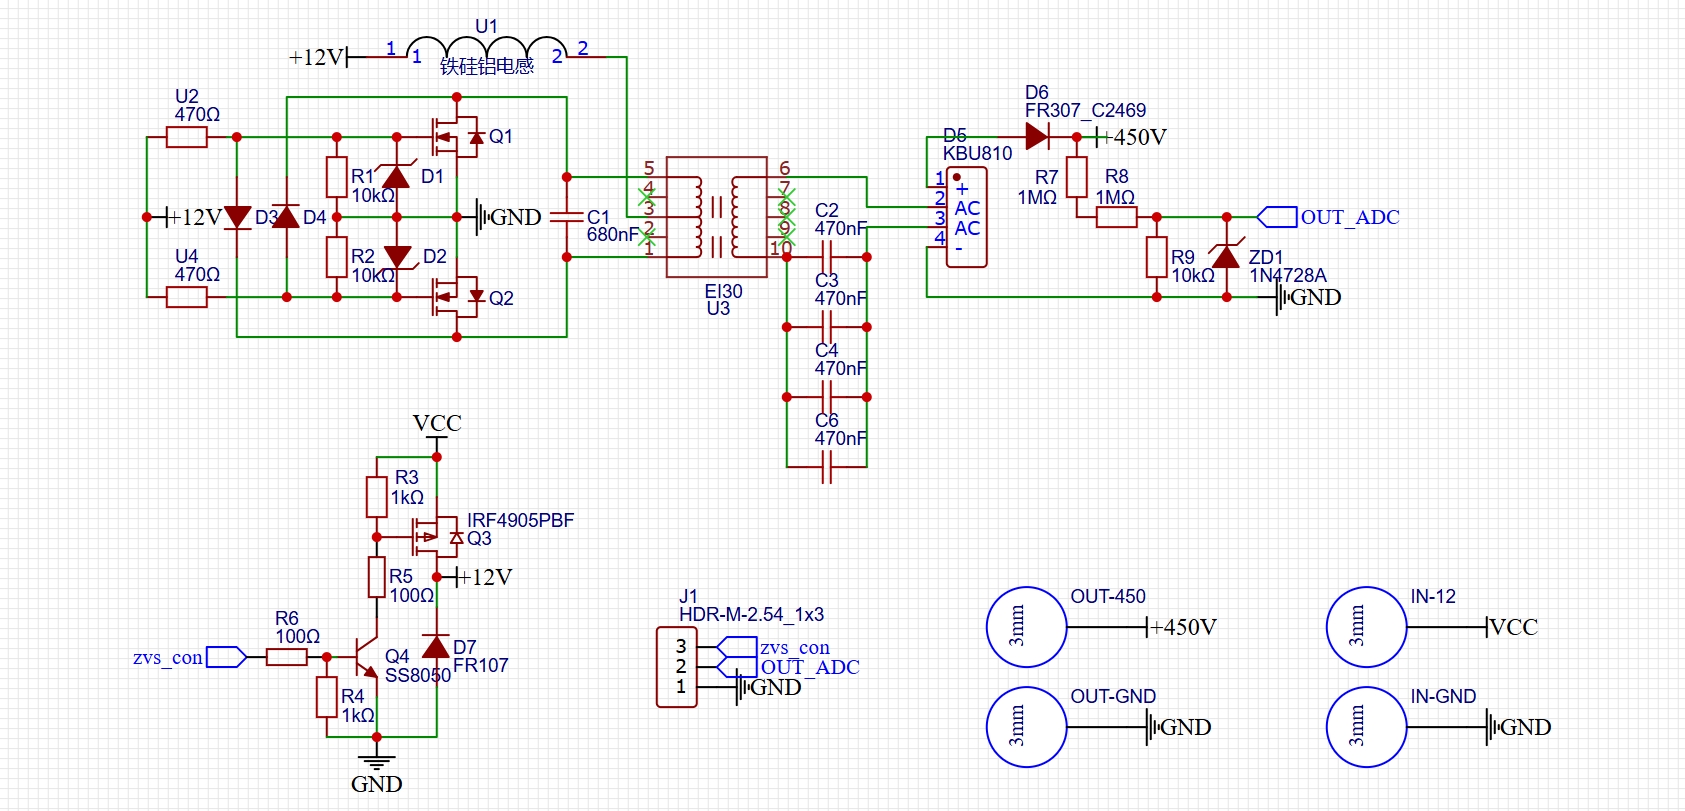 U1
+12V 1 1 2 2
铁硅铝电感
U2
470Ω
Q1
R1
10kΩ
D1
+12V
D3
D4
GND
C1
680nF
U4
470Ω
R2
10kΩ
D2
Q2
5
4
3
2
1
6
7
8
9
10
EI30
U3
C2
470nF
C3
470nF
C4
470nF
C6
470nF
D6
FR307_C2469
+450V
D5
KBU810
1 +
2 AC
3 AC
4 -
R7
1MΩ
R8
1MΩ
OUT_ADC
R9
10kΩ
ZD1
1N4728A
GND
VCC
R3
1kΩ
IRF4905PBF
Q3
R5
100Ω
+12V
R6
100Ω
zvs_con
Q4
SS8050
D7
FR107
R4
1kΩ
GND
J1
HDR-M-2.54_1x3
3 zvs_con
2 OUT_ADC
1 GND
3mm
OUT-450
+450V
3mm
OUT-GND
GND
3mm
IN-12
VCC
3mm
IN-GND
GND